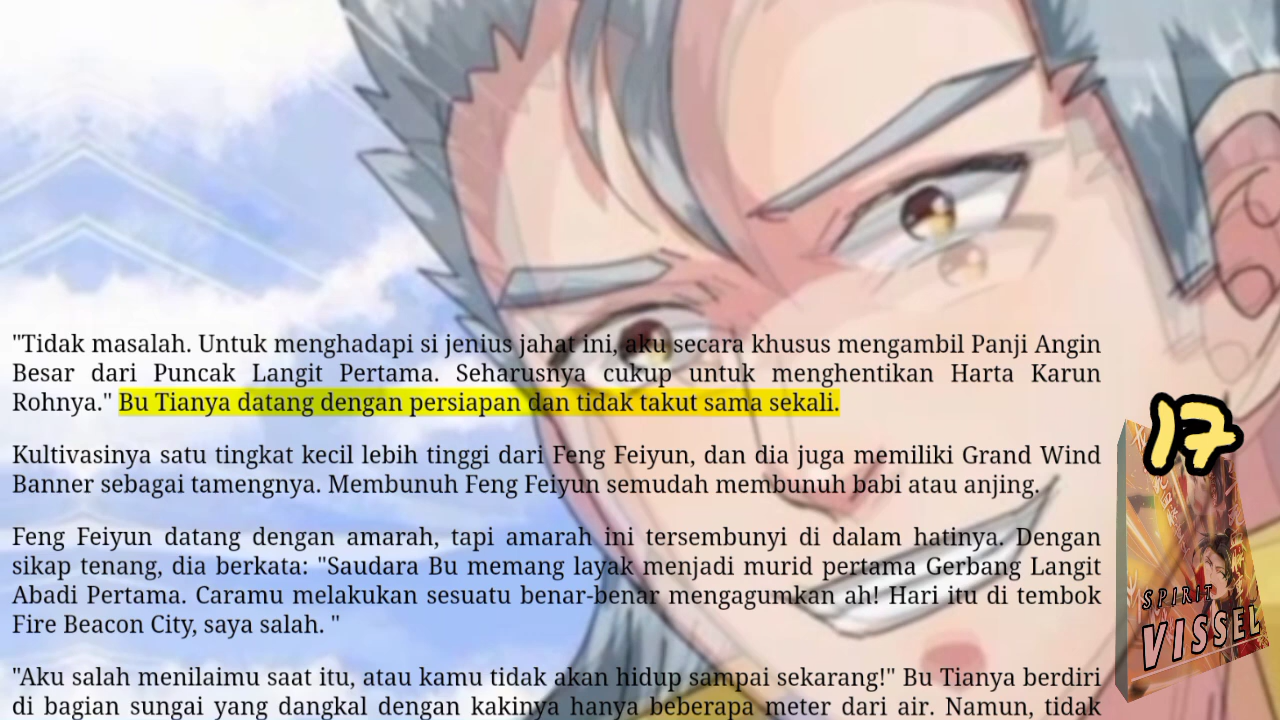 "Tidak masalah. Untuk menghadapi si jenius jahat ini, aku secara khusus mengambil Panji Angin
Besar dari Puncak Langit Pertama. Seharusnya cukup untuk menghentikan Harta Karun
Rohnya." Bu Tianya datang dengan persiapan dan tidak takut sama sekali.
Kultivasinya satu tingkat kecil lebih tinggi dari Feng Feiyun, dan dia juga memiliki Grand Wind
Banner sebagai tamengnya. Membunuh Feng Feiyun semudah membunuh babi atau anjing.
Feng Feiyun datang dengan amarah, tapi amarah ini tersembunyi di dalam hatinya. Dengan
sikap tenang, dia berkata: "Saudara Bu memang layak menjadi murid pertama Gerbang Langit
Abadi Pertama. Caramu melakukan sesuatu benar-benar mengagumkan ah! Hari itu di tembok
Fire Beacon City, saya salah. "
"Aku salah menilaimu saat itu, atau kamu tidak akan hidup sampai sekarang!" Bu Tianya berdiri
di bagian sungai yang dangkal dengan kakinya hanya beberapa meter dari air. Namun, tidak
17
SPIRIT
VISSEL